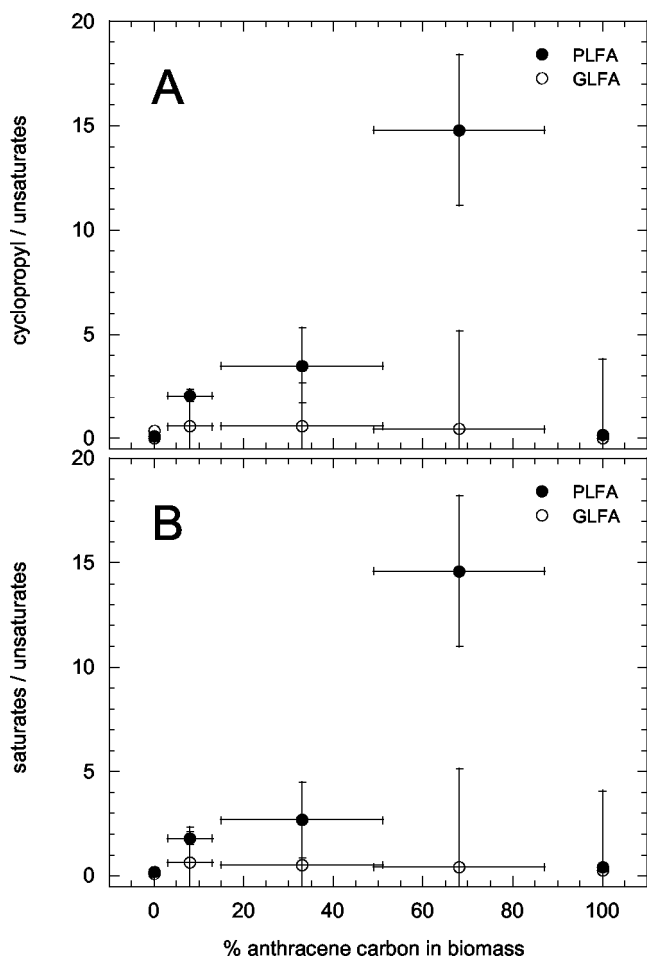 20
15
10
5
0
cyclopropyl / unsaturates
A
PLFA
GLFA
20
15
10
5
0
saturates / unsaturates
B
PLFA
GLFA
0 20 40 60 80 100
% anthracene carbon in biomass